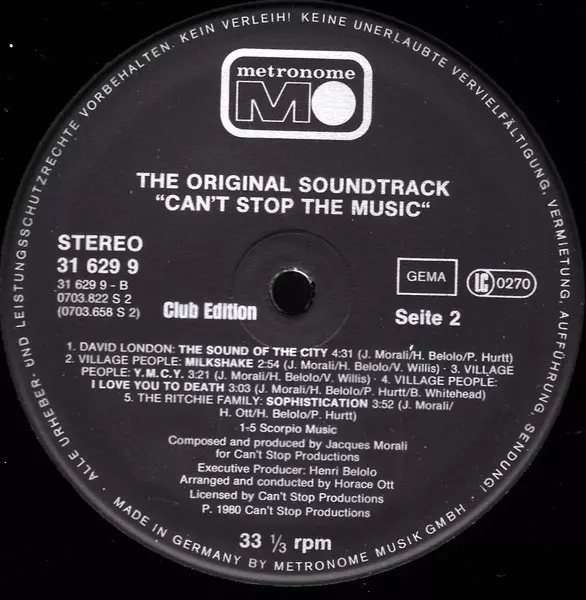 ALLE URHEBER- UND LEISTUNGSSCHUTZRECHTE VORBEHALTEN. KEIN VERLEIH! KEINE UNERLAUBTE VERVIELFÄLTIGUNG, VERMIETUNG, AUFFÜHRUNG, SENDUNG!
metronome
M
THE ORIGINAL SOUNDTRACK
"CAN'T STOP THE MUSIC"
STEREO
31 629 9
31 629 9 - B
0703.822 S 2
(0703.658 S 2)
Club Edition
GEMA
LC 0270
Seite 2
1. DAVID LONDON: THE SOUND OF THE CITY 4:31 (J. Morali/H. Belolo/P. Hurtt)
2. VILLAGE PEOPLE: MILKSHAKE 2:54 (J. Morali/H. Belolo/V. Willis) · 3. VILLAGE
PEOPLE: Y.M.C.Y. 3:21 (J. Morali/H. Belolo/V. Willis) · 4. VILLAGE PEOPLE:
I LOVE YOU TO DEATH 3:03 (J. Morali/H. Belolo/P. Hurtt/B. Whitehead)
5. THE RITCHIE FAMILY: SOPHISTICATION 3:52 (J. Morali/
H. Ott/H. Belolo/P. Hurtt)
1-5 Scorpio Music
Composed and produced by Jacques Morali
for Can't Stop Productions
Executive Producer: Henri Belolo
Arranged and conducted by Horace Ott
Licensed by Can't Stop Productions
P. 1980 Can't Stop Productions
33 1/3 rpm
MADE IN GERMANY BY METRONOME MUSIK GMBH